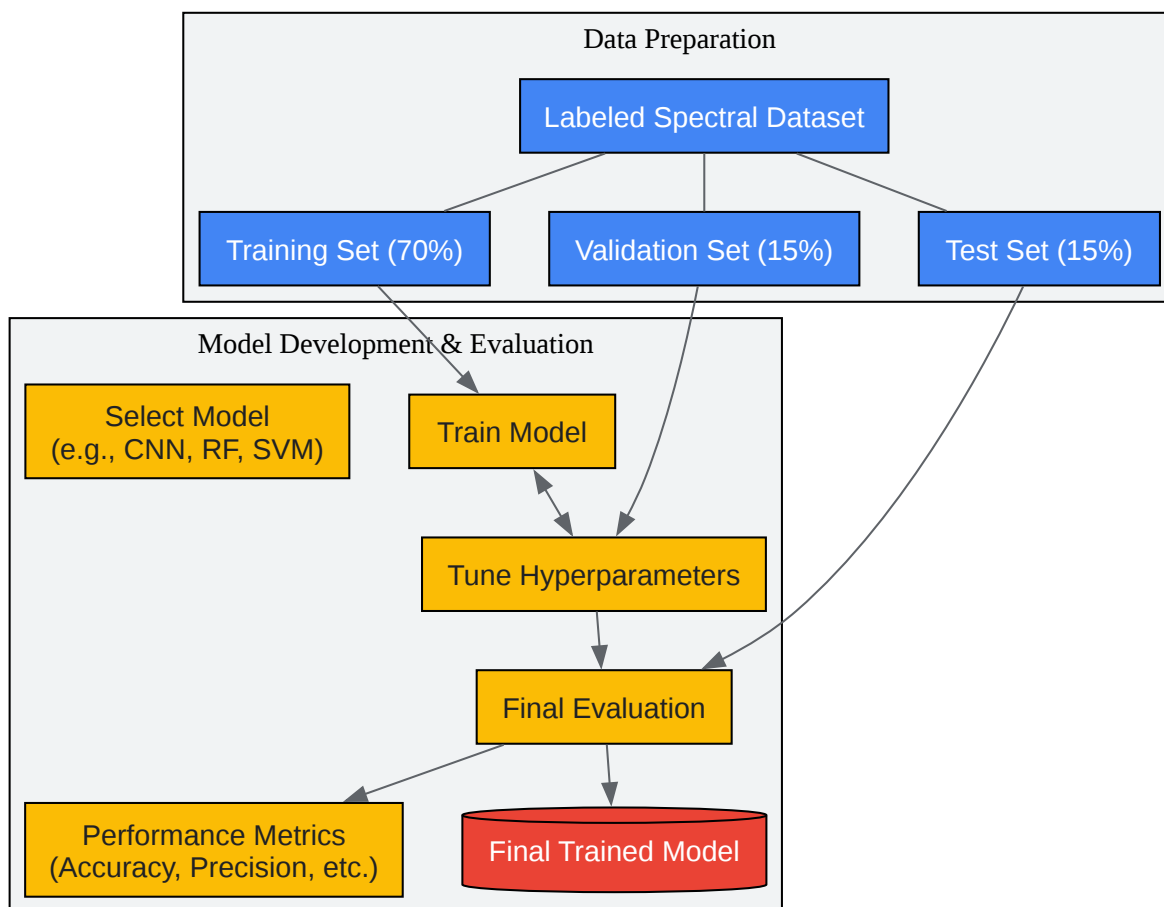 Data Preparation
Labeled Spectral Dataset
Training Set (70%)
Validation Set (15%)
Test Set (15%)
Model Development & Evaluation
Select Model
(e.g., CNN, RF, SVM)
Train Model
Tune Hyperparameters
Final Evaluation
Performance Metrics
(Accuracy, Precision, etc.)
Final Trained Model